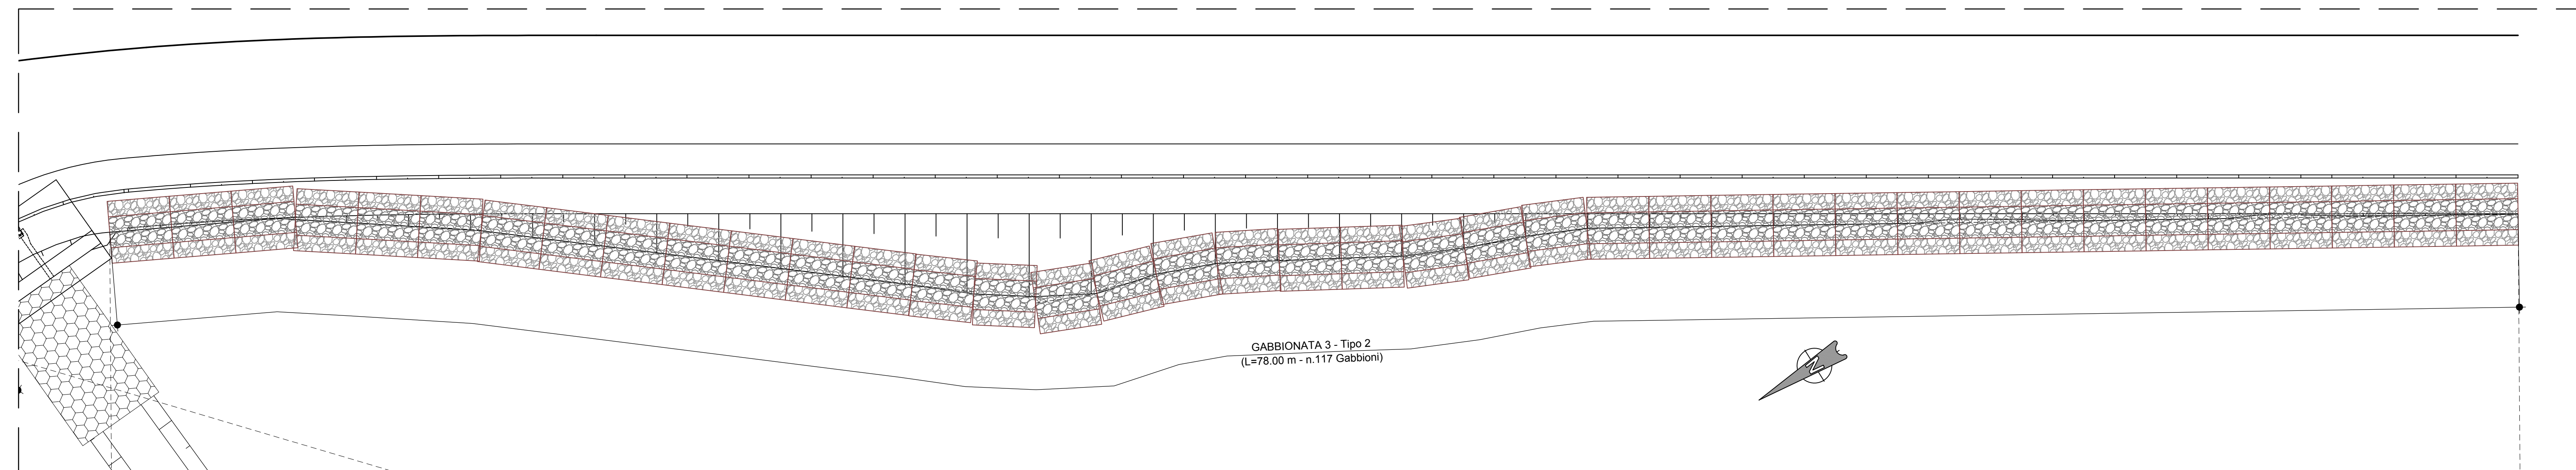 GABBIONATA 3 - Tipo 2
(L=78.00 m - n.117 Gabbioni)
N